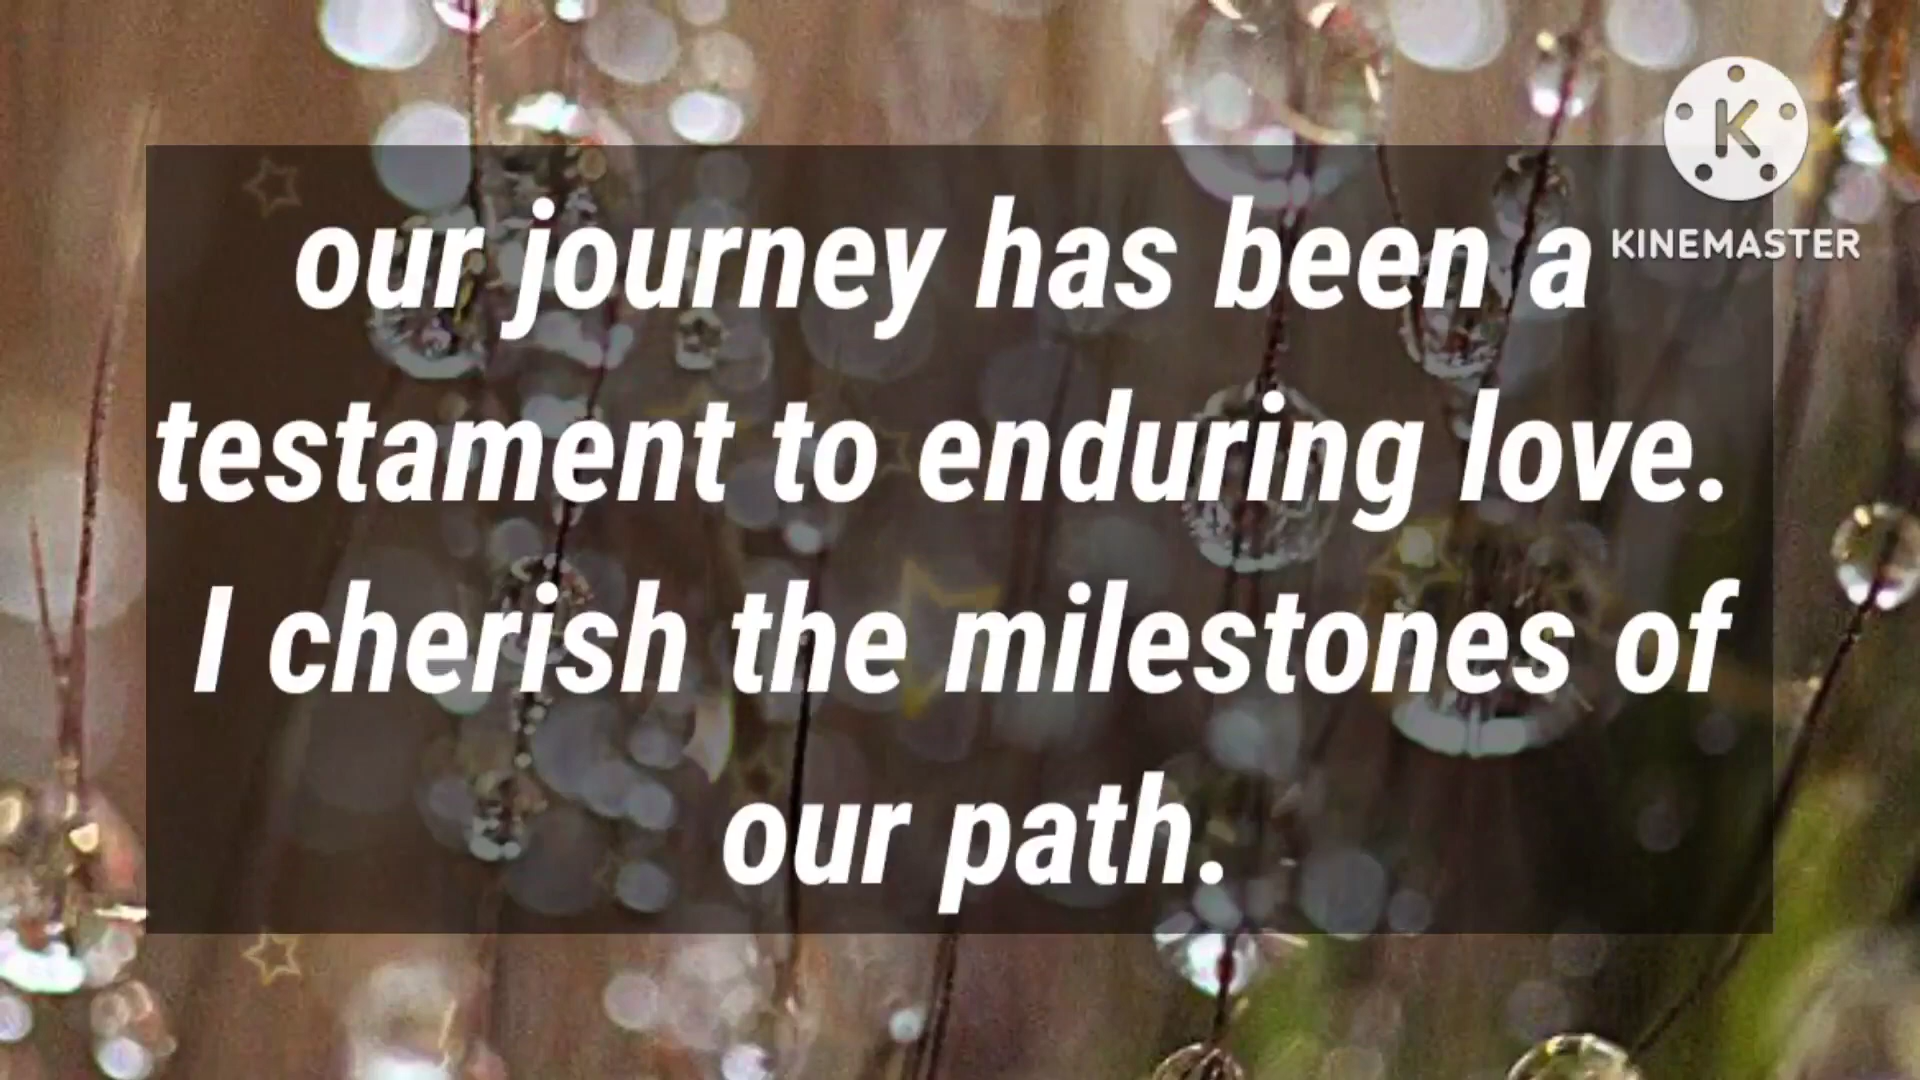 K
KINEMASTER
our journey has been a
testament to enduring love.
I cherish the milestones of
our path.